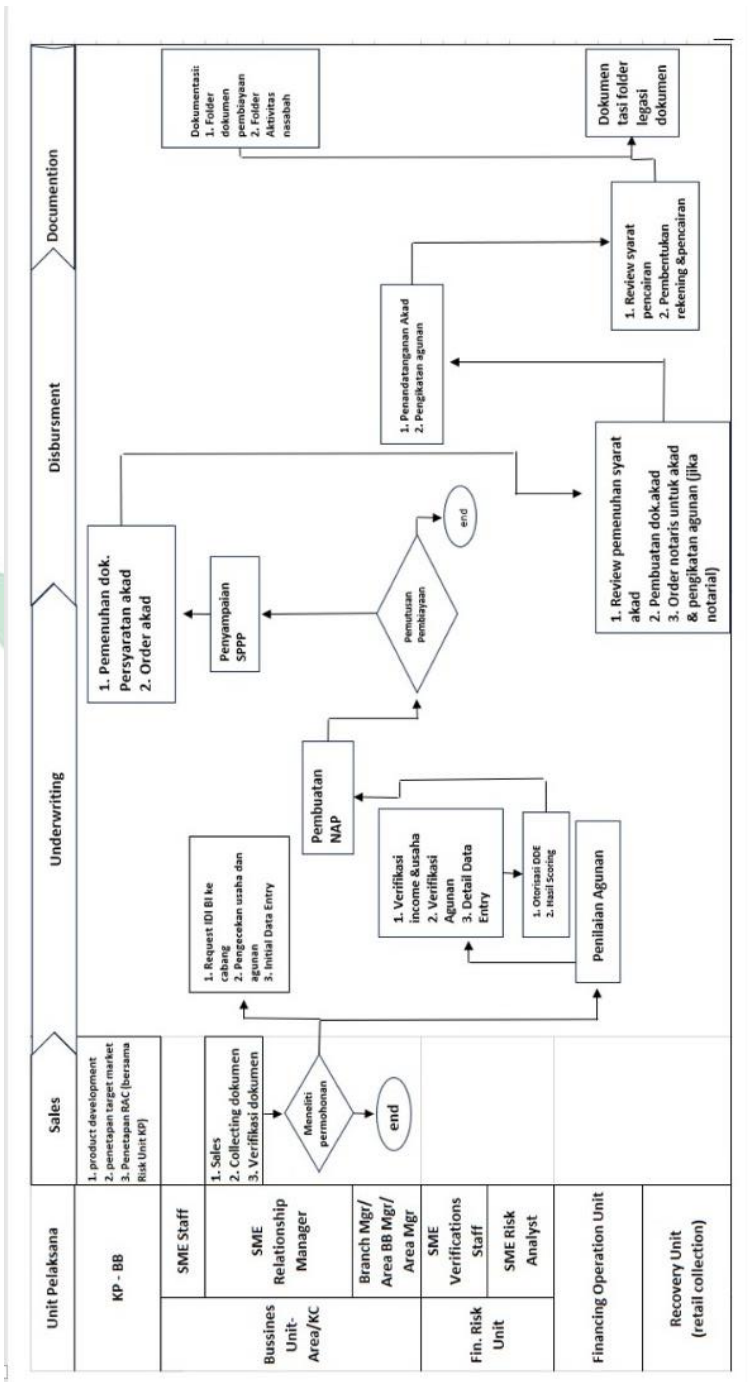 Unit Pelaksana
Sales
Underwriting
Disbursment
Documention
KP - BB
1. product development
2. penetapan target market
3. Penetapan RAC (bersama
Risk Unit KP)
1. Pemenuhan dok.
Persyaratan akad
2. Order akad
Bussines
Unit-
Area/KC
SME Staff
1. Request IDI BI ke
cabang
2. Pengecekan usaha dan
agunan
3. Initial Data Entry
Penyampaian
SPPP
Dokumentasi:
1. Folder
dokumen
pembiayaan
2. Folder
Aktivitas
nasabah
SME
Relationship
Manager
1. Sales
2. Collecting dokumen
3. Verifikasi dokumen
Meneliti
permohonan
end
Pembuatan
NAP
Branch Mgr/
Area BB Mgr/
Area Mgr
Pemutusan
Pembiayaan
end
1. Penandatanganan Akad
2. Pengikatan agunan
Fin. Risk
Unit
SME
Verifications
Staff
1. Verifikasi
income &usaha
2. Verifikasi
Agunan
3. Detail Data
Entry
SME Risk
Analyst
1. Otorisasi DDE
2. Hasil Scoring
Penilaian Agunan
Financing Operation Unit
1. Review pemenuhan syarat
akad
2. Pembuatan dok.akad
3. Order notaris untuk akad
& pengikatan agunan (jika
notarial)
1. Review syarat
pencairan
2. Pembentukan
rekening &pencairan
Dokumen
tasi folder
legasi
dokumen
Recovery Unit
(retail collection)